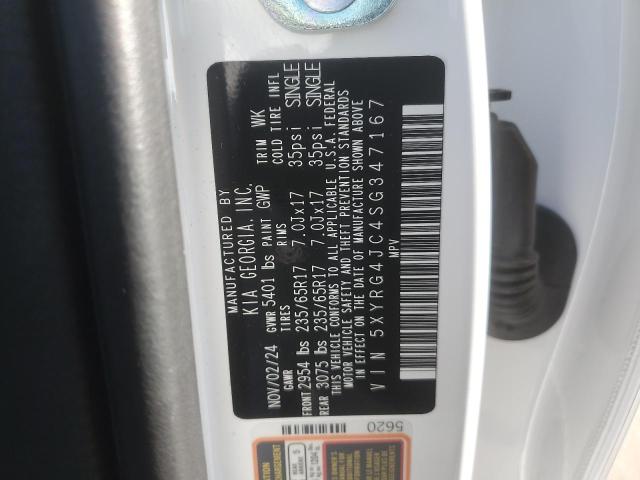 MANUFACTURED BY
KIA GEORGIA, INC.
NOV/02/24 GVWR 5401 lbs PAINT GWP TRIM WK
GAWR TIRES RIMS COLD TIRE INFL
FRONT 2954 lbs 235/65R17 7.0Jx17 35psi SINGLE
REAR 3075 lbs 235/65R17 7.0Jx17 35psi SINGLE
THIS VEHICLE CONFORMS TO ALL APPLICABLE U.S.A. FEDERAL
MOTOR VEHICLE SAFETY AND THEFT PREVENTION STANDARDS
IN EFFECT ON THE DATE OF MANUFACTURE SHOWN ABOVE
VIN 5XYRG4JC4SG347167
MPV
5620